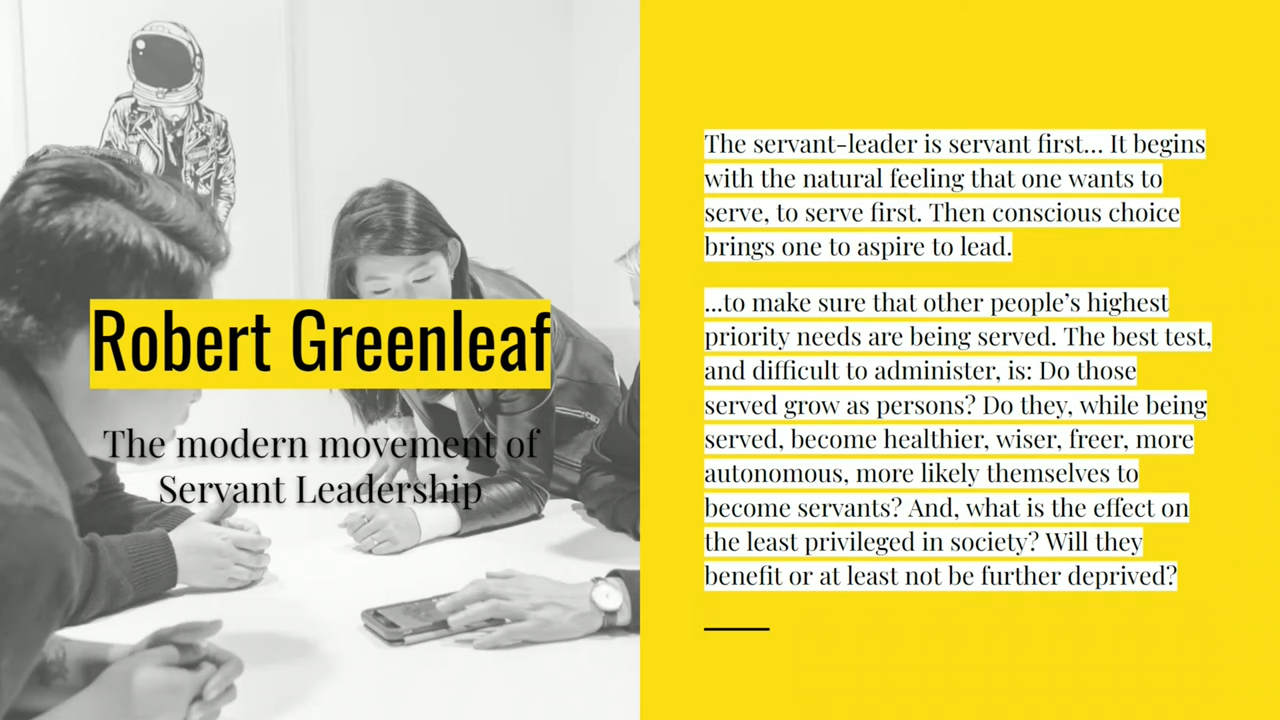 Robert Greenleaf
The modern movement of
Servant Leadership
The servant-leader is servant first... It begins
with the natural feeling that one wants to
serve, to serve first. Then conscious choice
brings one to aspire to lead.
...to make sure that other people’s highest
priority needs are being served. The best test,
and difficult to administer, is: Do those
served grow as persons? Do they, while being
served, become healthier, wiser, freer, more
autonomous, more likely themselves to
become servants? And, what is the effect on
the least privileged in society? Will they
benefit or at least not be further deprived?